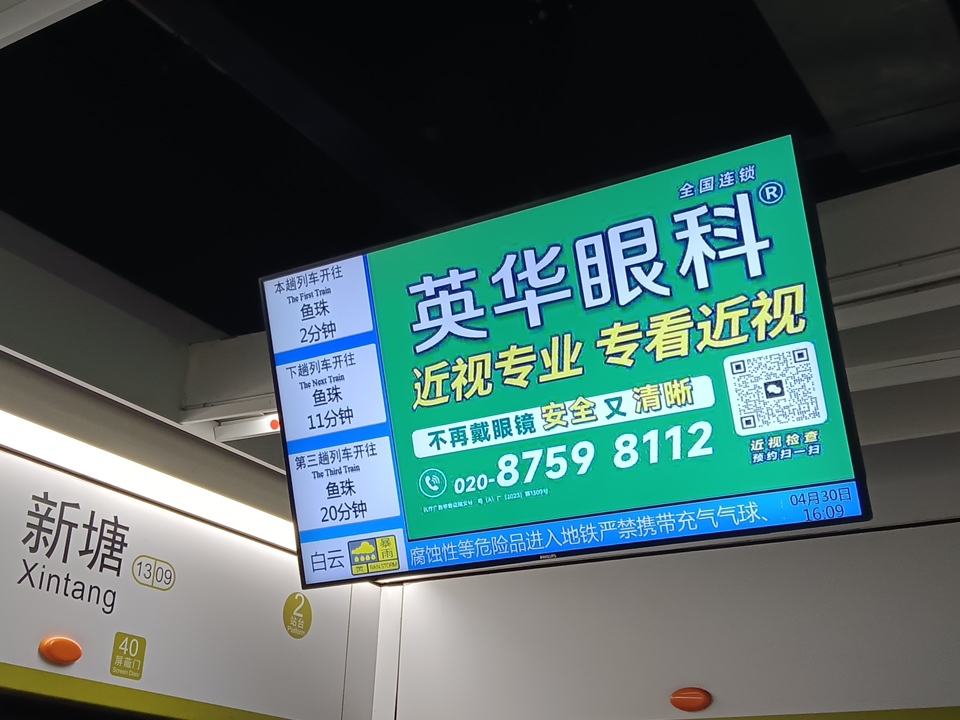 本趟列车开往
The First Train
鱼珠
2分钟
下趟列车开往
The Next Train
鱼珠
11分钟
第三趟列车开往
The Third Train
鱼珠
20分钟
白云
暴雨
黄
RAIN STORM
全国连锁
英华眼科®
近视专业 专看近视
不再戴眼镜 安全 又 清晰
020-8759 8112
近视检查
预约扫一扫
腐蚀性等危险品进入地铁严禁携带充气气球、
04月30日
16:09
PHILIPS
新塘
Xintang
13 09
2
站台
Platform
40
屏蔽门
Screen Door